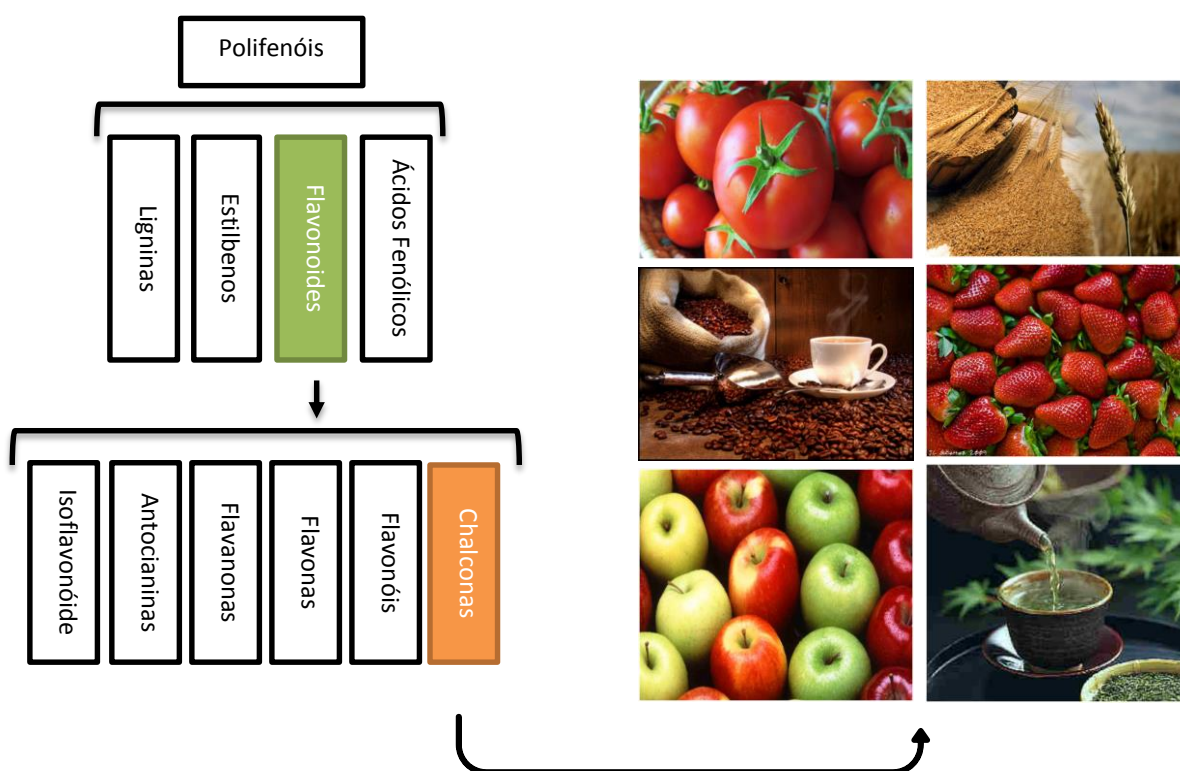 Polifenóis
Ligninas
Estilbenos
Flavonoides
Ácidos Fenólicos
Isoflavonóide
Antocianinas
Flavanonas
Flavonas
Flavonóis
Chalconas